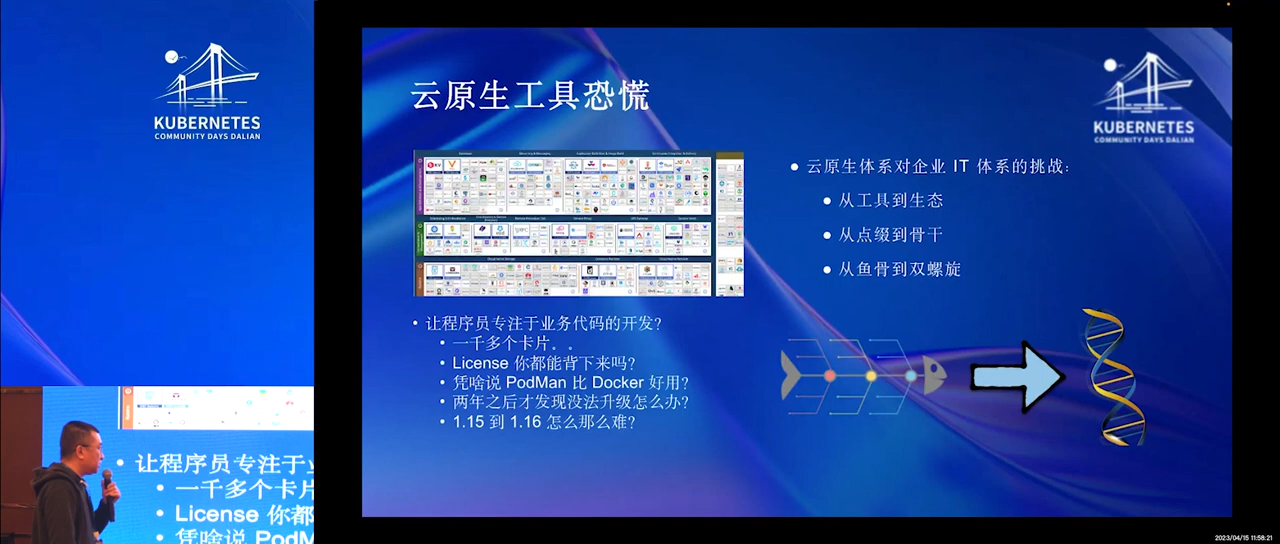 KUBERNETES
COMMUNITY DAYS DALIAN
云原生工具恐慌
KUBERNETES
COMMUNITY DAYS DALIAN
• 云原生体系对企业 IT 体系的挑战:
• 从工具到生态
• 从点缀到骨干
• 从鱼骨到双螺旋
• 让程序员专注于业务代码的开发?
• 一千多个卡片。。
• License 你都能背下来吗?
• 凭啥说 PodMan 比 Docker 好用?
• 两年之后才发现没法升级怎么办?
• 1.15 到 1.16 怎么那么难?
• 让程序员专注于
• 一千多个卡片
• License 你都
• 凭啥说 PodM
2023/04/15 11:58:21